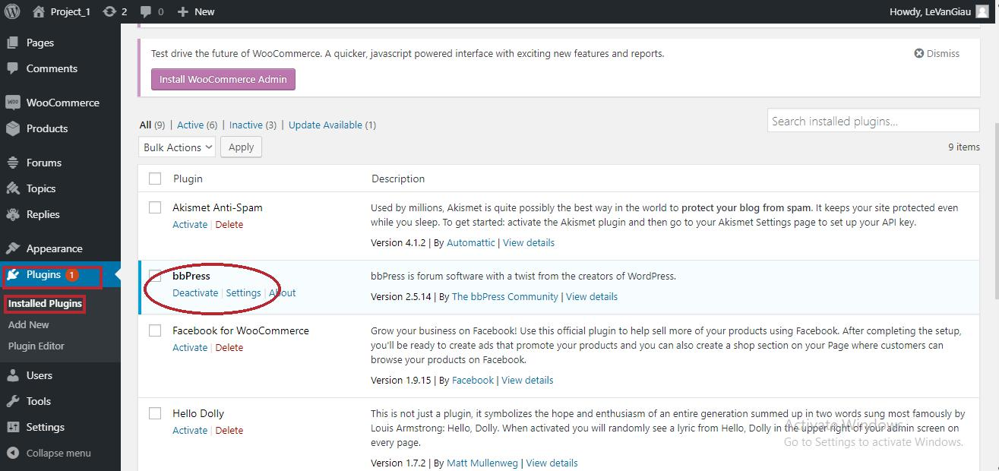 Project_1 2 0 New Howdy, LeVanGiau
Pages
Comments
WooCommerce
Products
Forums
Topics
Replies
Appearance
Plugins 1
Installed Plugins
Add New
Plugin Editor
Users
Tools
Settings
Collapse menu
Test drive the future of WooCommerce. A quicker, javascript powered interface with exciting new features and reports. Dismiss
Install WooCommerce Admin
All (9) | Active (6) | Inactive (3) | Update Available (1)
Search installed plugins...
Bulk Actions Apply
9 items
Plugin Description
Akismet Anti-Spam
Activate | Delete
Used by millions, Akismet is quite possibly the best way in the world to protect your blog from spam. It keeps your site protected even
while you sleep. To get started: activate the Akismet plugin and then go to your Akismet Settings page to set up your API key.
Version 4.1.2 | By Automattic | View details
bbPress
Deactivate | Settings | About
bbPress is forum software with a twist from the creators of WordPress.
Version 2.5.14 | By The bbPress Community | View details
Facebook for WooCommerce
Activate | Delete
Grow your business on Facebook! Use this official plugin to help sell more of your products using Facebook. After completing the setup,
you'll be ready to create ads that promote your products and you can also create a shop section on your Page where customers can
browse your products on Facebook.
Version 1.9.15 | By Facebook | View details
Hello Dolly
Activate | Delete
This is not just a plugin, it symbolizes the hope and enthusiasm of an entire generation summed up in two words sung most famously by
Louis Armstrong: Hello, Dolly. When activated you will randomly see a lyric from Hello, Dolly in the upper right of your admin screen on
every page.
Version 1.7.2 | By Matt Mullenweg | View details
Activate Windows
Go to Settings to activate Windows.